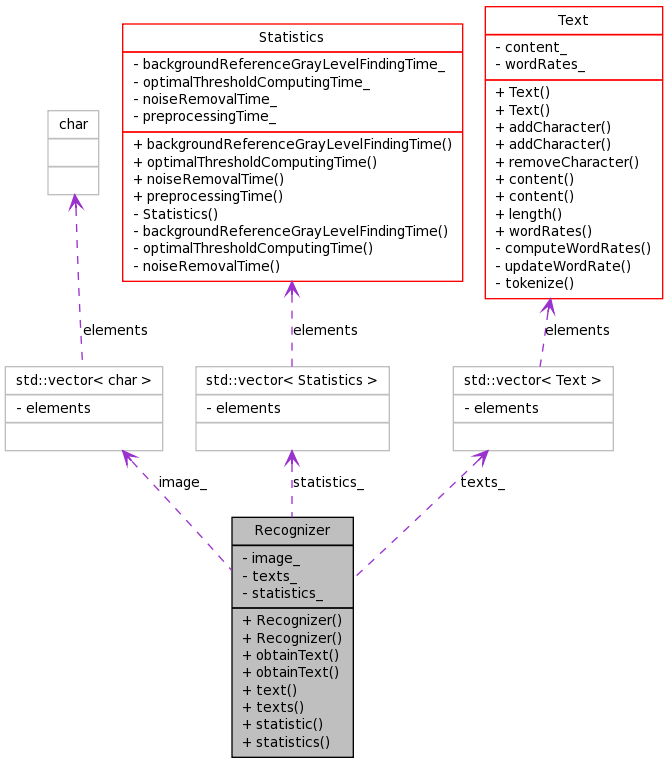 Text
- content_
- wordRates_
+ Text()
+ Text()
+ addCharacter()
+ addCharacter()
+ removeCharacter()
+ content()
+ content()
+ length()
+ wordRates()
- computeWordRates()
- updateWordRate()
- tokenize()
Statistics
- backgroundReferenceGrayLevelFindingTime_
- optimalThresholdComputingTime_
- noiseRemovalTime_
- preprocessingTime_
+ backgroundReferenceGrayLevelFindingTime()
+ optimalThresholdComputingTime()
+ noiseRemovalTime()
+ preprocessingTime()
- Statistics()
- backgroundReferenceGrayLevelFindingTime()
- optimalThresholdComputingTime()
- noiseRemovalTime()
char
elements
elements
elements
std::vector< char >
- elements
std::vector< Statistics >
- elements
std::vector< Text >
- elements
image_
statistics_
texts_
Recognizer
- image_
- texts_
- statistics_
+ Recognizer()
+ Recognizer()
+ obtainText()
+ obtainText()
+ text()
+ texts()
+ statistic()
+ statistics()